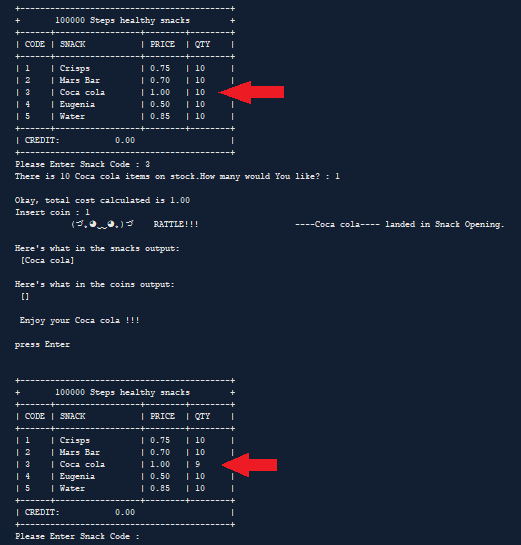 +------------------------------------------+
+       100000 Steps healthy snacks        +
+------+-----------------+--------+--------+
| CODE | SNACK           | PRICE  | QTY    |
+------+-----------------+--------+--------+
| 1    | Crisps          | 0.75   | 10     |
| 2    | Mars Bar        | 0.70   | 10     |
| 3    | Coca cola       | 1.00   | 10     |
| 4    | Eugenia         | 0.50   | 10     |
| 5    | Water           | 0.85   | 10     |
+------+-----------------+--------+--------+
| CREDIT:           0.00                   |
+------------------------------------------+
Please Enter Snack Code : 3
There is 10 Coca cola items on stock.How many would You like? : 1
Okay, total cost calculated is 1.00
Insert coin : 1
(づ｡◕‿‿◕｡)づ    RATTLE!!!                   ----Coca cola---- landed in Snack Opening.
Here's what in the snacks output:
[Coca cola]
Here's what in the coins output:
[]
Enjoy your Coca cola !!!
press Enter
+------------------------------------------+
+       100000 Steps healthy snacks        +
+------+-----------------+--------+--------+
| CODE | SNACK           | PRICE  | QTY    |
+------+-----------------+--------+--------+
| 1    | Crisps          | 0.75   | 10     |
| 2    | Mars Bar        | 0.70   | 10     |
| 3    | Coca cola       | 1.00   | 9      |
| 4    | Eugenia         | 0.50   | 10     |
| 5    | Water           | 0.85   | 10     |
+------+-----------------+--------+--------+
| CREDIT:           0.00                   |
+------------------------------------------+
Please Enter Snack Code :